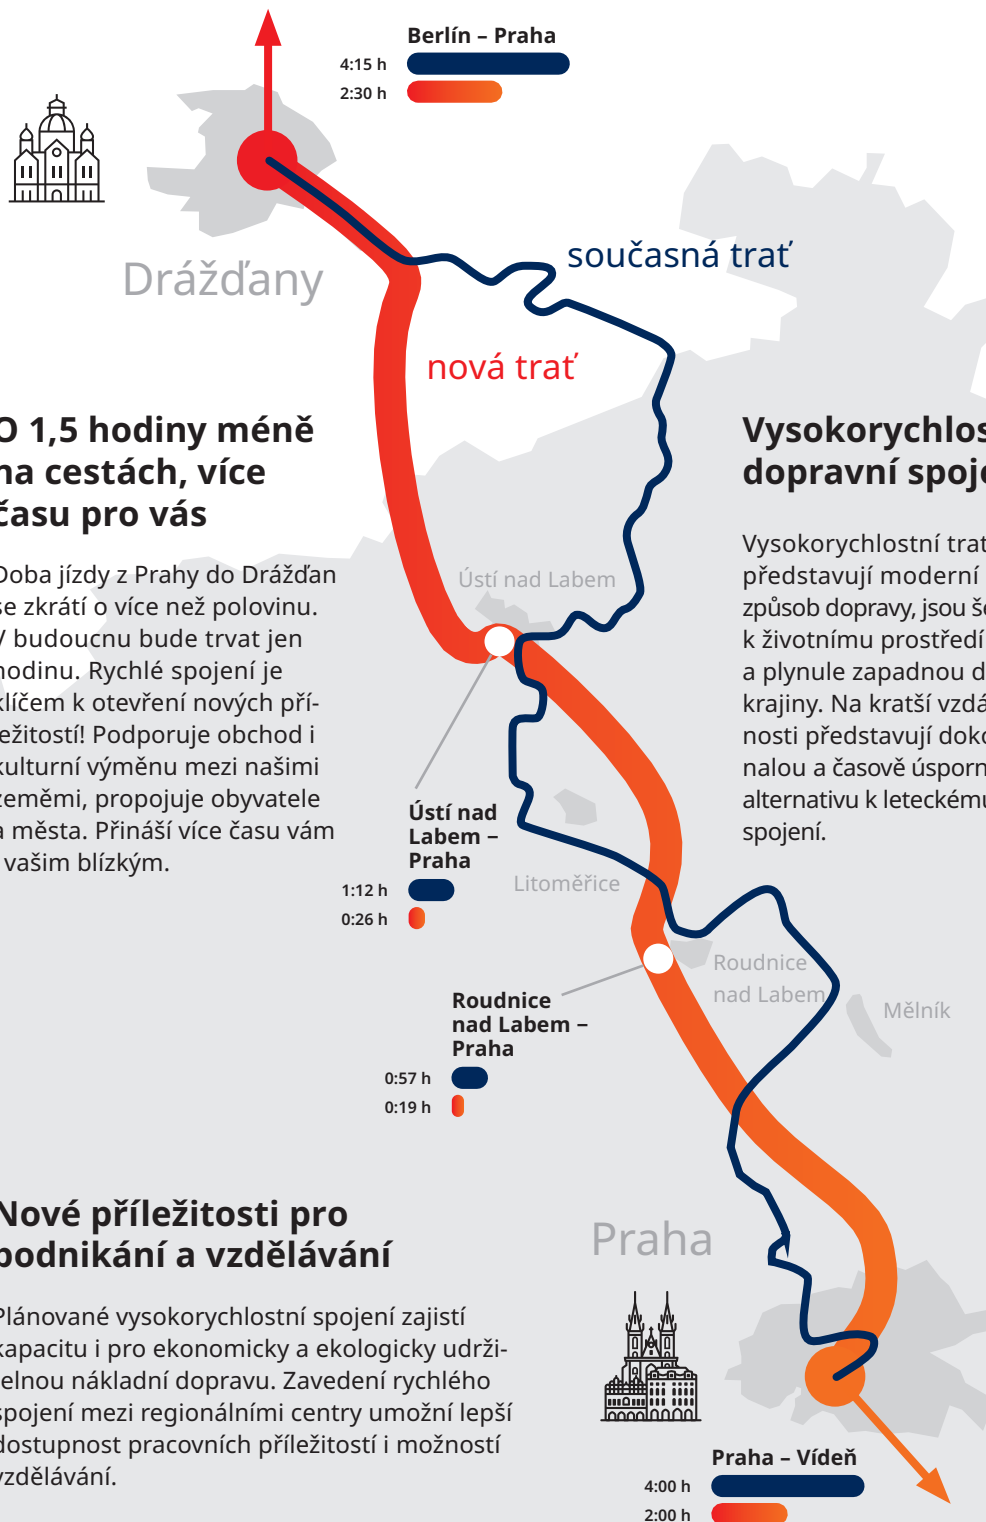 Berlín – Praha
4:15 h
2:30 h
Drážďany
současná trať
nová trať
O 1,5 hodiny méně
na cestách, více
času pro vás
Doba jízdy z Prahy do Drážďan
se zkrátí o více než polovinu.
V budoucnu bude trvat jen
hodinu. Rychlé spojení je
klíčem k otevření nových pří-
ležitostí! Podporuje obchod i
kulturní výměnu mezi našimi
zeměmi, propojuje obyvatele
a města. Přináší více času vám
vašim blízkým.
Vysokorychlos
dopravní spoje
Vysokorychlostní trat
představují moderní
způsob dopravy, jsou še
k životnímu prostředí
a plynule zapadnou d
krajiny. Na kratší vzdá
nosti představují doko
nalou a časově úsporn
alternativu k leteckému
spojení.
Ústí nad Labem
Ústí nad
Labem –
Praha
1:12 h
0:26 h
Litoměřice
Roudnice
nad Labem
Mělník
Roudnice
nad Labem –
Praha
0:57 h
0:19 h
Nové příležitosti pro
podnikání a vzdělávání
Plánované vysokorychlostní spojení zajistí
kapacitu i pro ekonomicky a ekologicky udrži-
telnou nákladní dopravu. Zavedení rychlého
spojení mezi regionálními centry umožní lepší
dostupnost pracovních příležitostí i možností
vzdělávání.
Praha
Praha – Vídeň
4:00 h
2:00 h